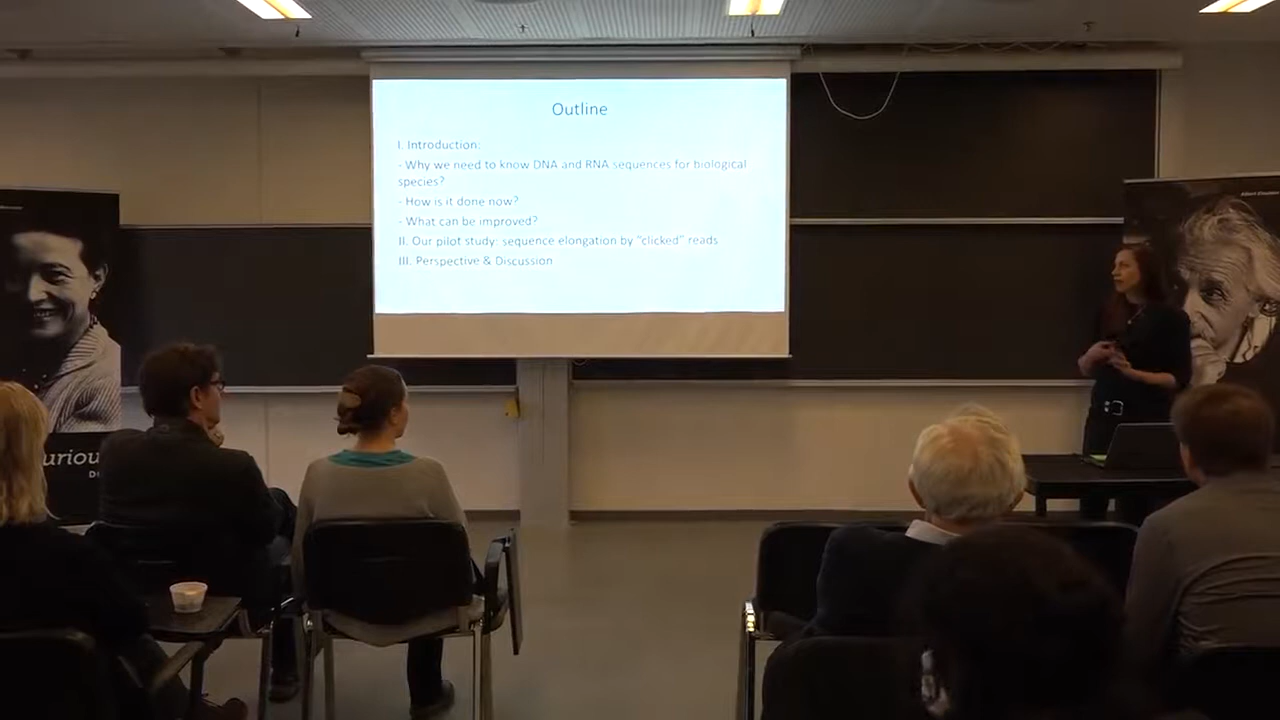 Outline
I. Introduction:
- Why we need to know DNA and RNA sequences for biological
species?
- How is it done now?
- What can be improved?
II. Our pilot study: sequence elongation by "clicked" reads
III. Perspective & Discussion
uriou